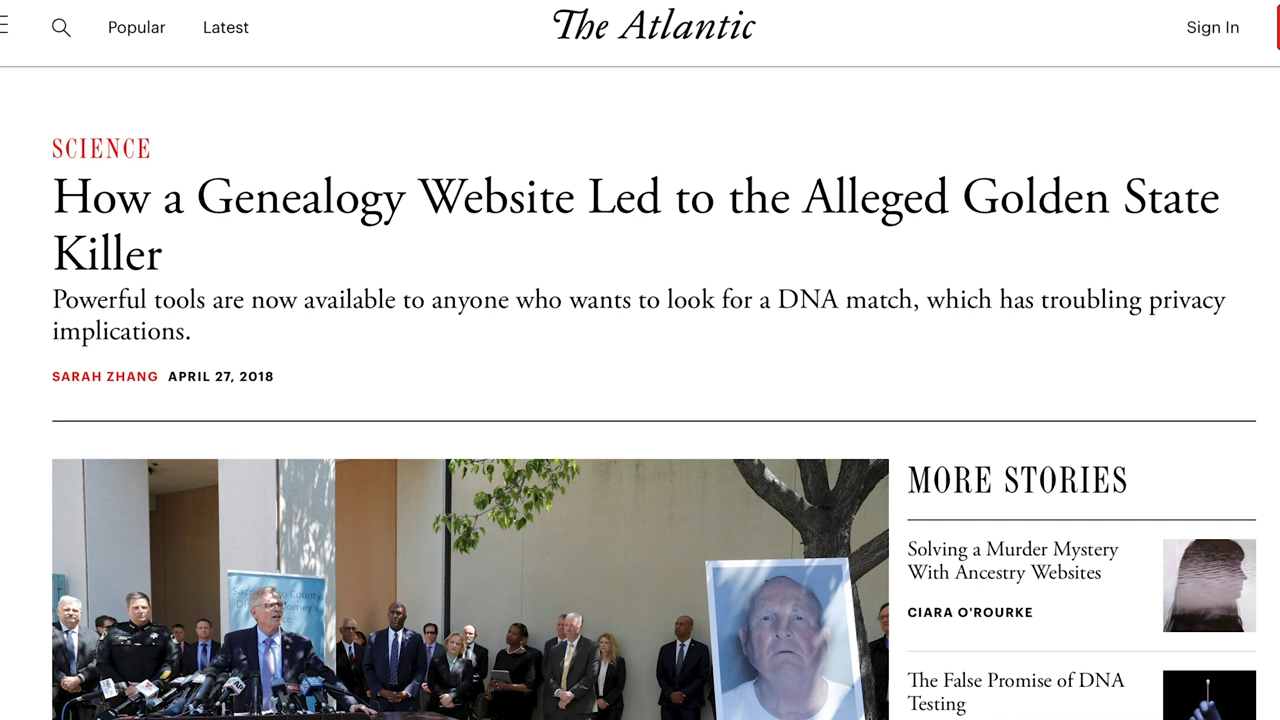 Popular
Latest
The Atlantic
Sign In
SCIENCE
How a Genealogy Website Led to the Alleged Golden State
Killer
Powerful tools are now available to anyone who wants to look for a DNA match, which has troubling privacy
implications.
SARAH ZHANG APRIL 27, 2018
MORE STORIES
Solving a Murder Mystery
With Ancestry Websites
CIARA O'ROURKE
The False Promise of DNA
Testing
County